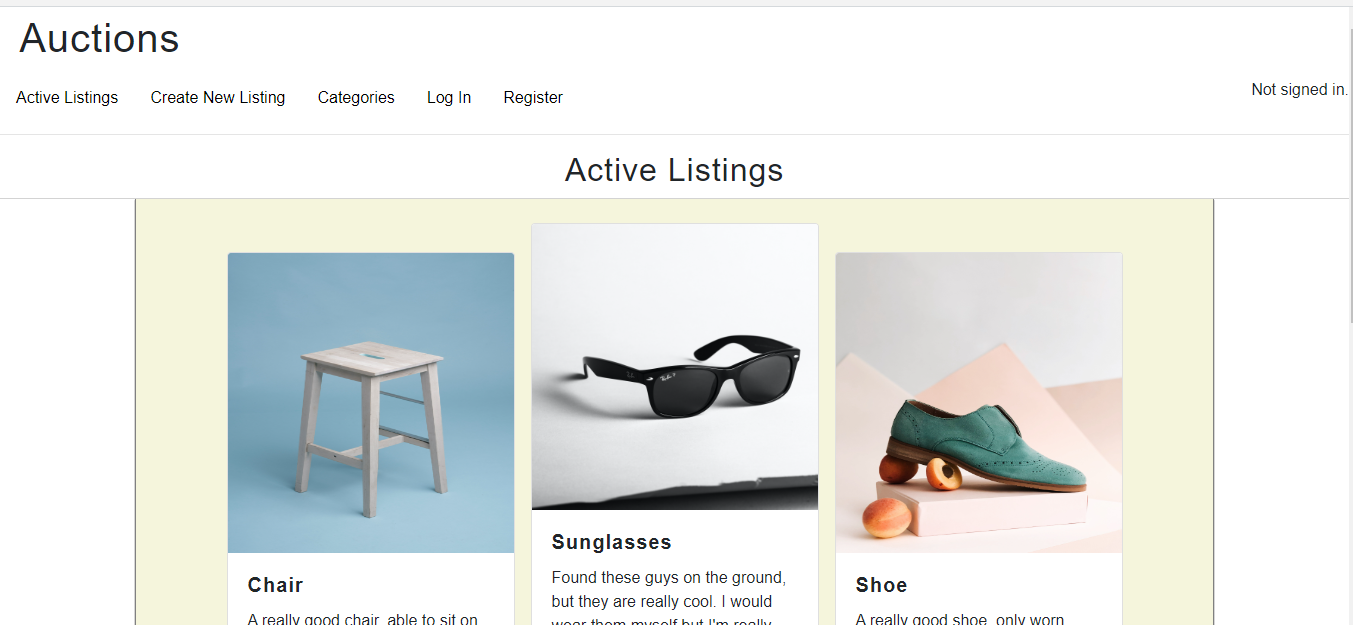 Auctions
Active Listings Create New Listing Categories Log In Register
Not signed in.
Active Listings
Chair
A really good chair, able to sit on
Sunglasses
Found these guys on the ground,
but they are really cool. I would
wear them myself but I'm really
Shoe
A really good shoe, only worn